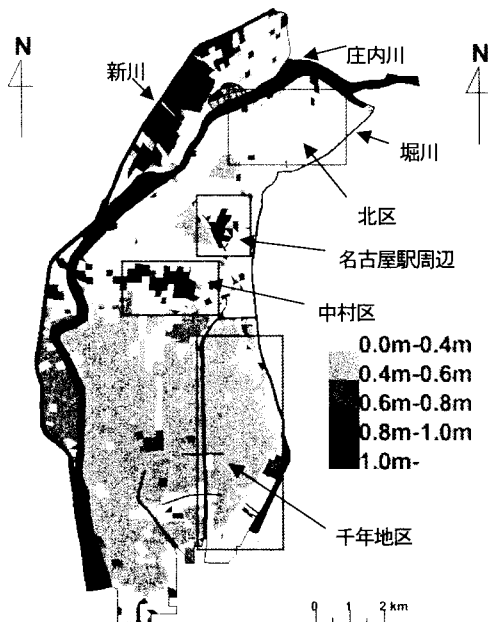 N
庄内川
N
新川
堀川
北区
名古屋駅周辺
中村区
0.0m-0.4m
0.4m-0.6m
0.6m-0.8m
0.8m-1.0m
1.0m-
千年地区
0 1 2 km